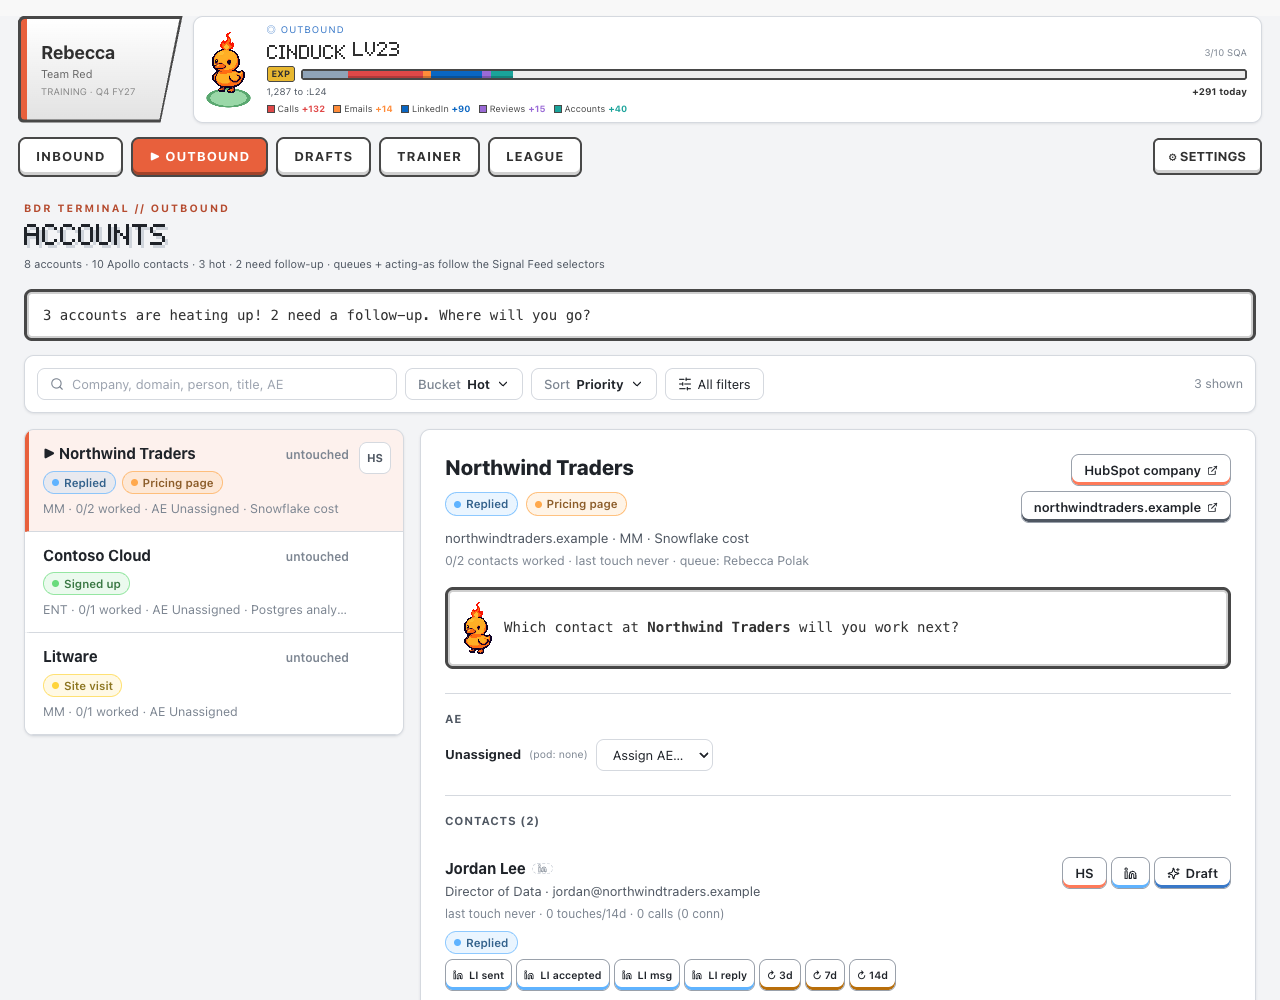 Rebecca
Team Red
TRAINING · Q4 FY27
OUTBOUND
CINDUCK LV23
3/10 SQA
EXP
1,287 to :L24
+291 today
Calls +132 Emails +14 LinkedIn +90 Reviews +15 Accounts +40
INBOUND
▶ OUTBOUND
DRAFTS
TRAINER
LEAGUE
⚙ SETTINGS
BDR TERMINAL // OUTBOUND
ACCOUNTS
8 accounts · 10 Apollo contacts · 3 hot · 2 need follow-up · queues + acting-as follow the Signal Feed selectors
3 accounts are heating up! 2 need a follow-up. Where will you go?
Company, domain, person, title, AE
Bucket Hot
Sort Priority
All filters
3 shown
▶ Northwind Traders
untouched
HS
Replied
Pricing page
MM · 0/2 worked · AE Unassigned · Snowflake cost
Contoso Cloud
untouched
Signed up
ENT · 0/1 worked · AE Unassigned · Postgres analy...
Litware
untouched
Site visit
MM · 0/1 worked · AE Unassigned
Northwind Traders
HubSpot company
Replied
Pricing page
northwindtraders.example
northwindtraders.example · MM · Snowflake cost
0/2 contacts worked · last touch never · queue: Rebecca Polak
Which contact at Northwind Traders will you work next?
AE
Unassigned (pod: none) Assign AE...
CONTACTS (2)
Jordan Lee in
HS
in
Draft
Director of Data · jordan@northwindtraders.example
last touch never · 0 touches/14d · 0 calls (0 conn)
Replied
in LI sent
in LI accepted
in LI msg
in LI reply
↻ 3d
↻ 7d
↻ 14d